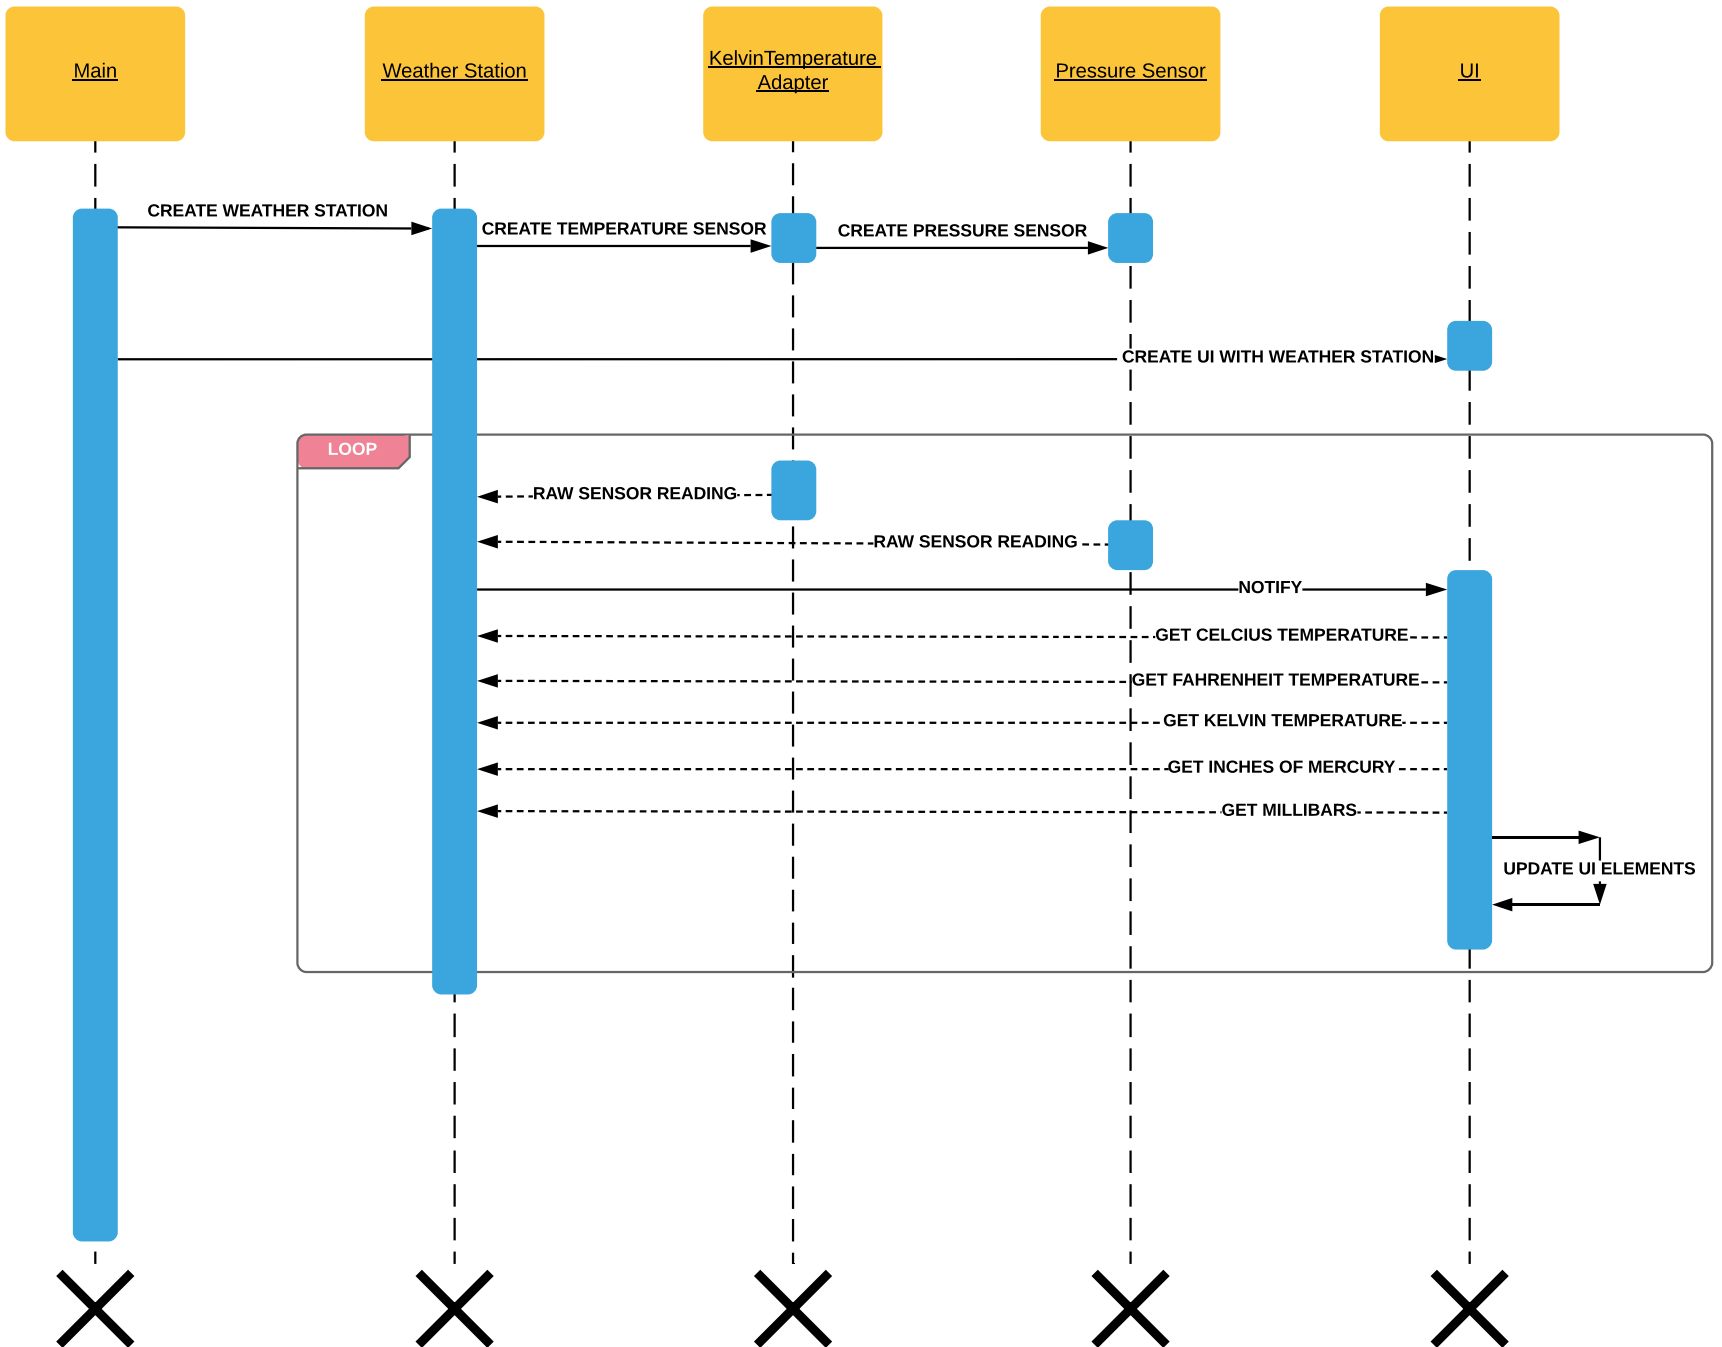 Main
Weather Station
KelvinTemperature
Adapter
Pressure Sensor
UI
CREATE WEATHER STATION
CREATE TEMPERATURE SENSOR
CREATE PRESSURE SENSOR
CREATE UI WITH WEATHER STATION
LOOP
RAW SENSOR READING
RAW SENSOR READING
NOTIFY
GET CELCIUS TEMPERATURE
GET FAHRENHEIT TEMPERATURE
GET KELVIN TEMPERATURE
GET INCHES OF MERCURY
GET MILLIBARS
UPDATE UI ELEMENTS